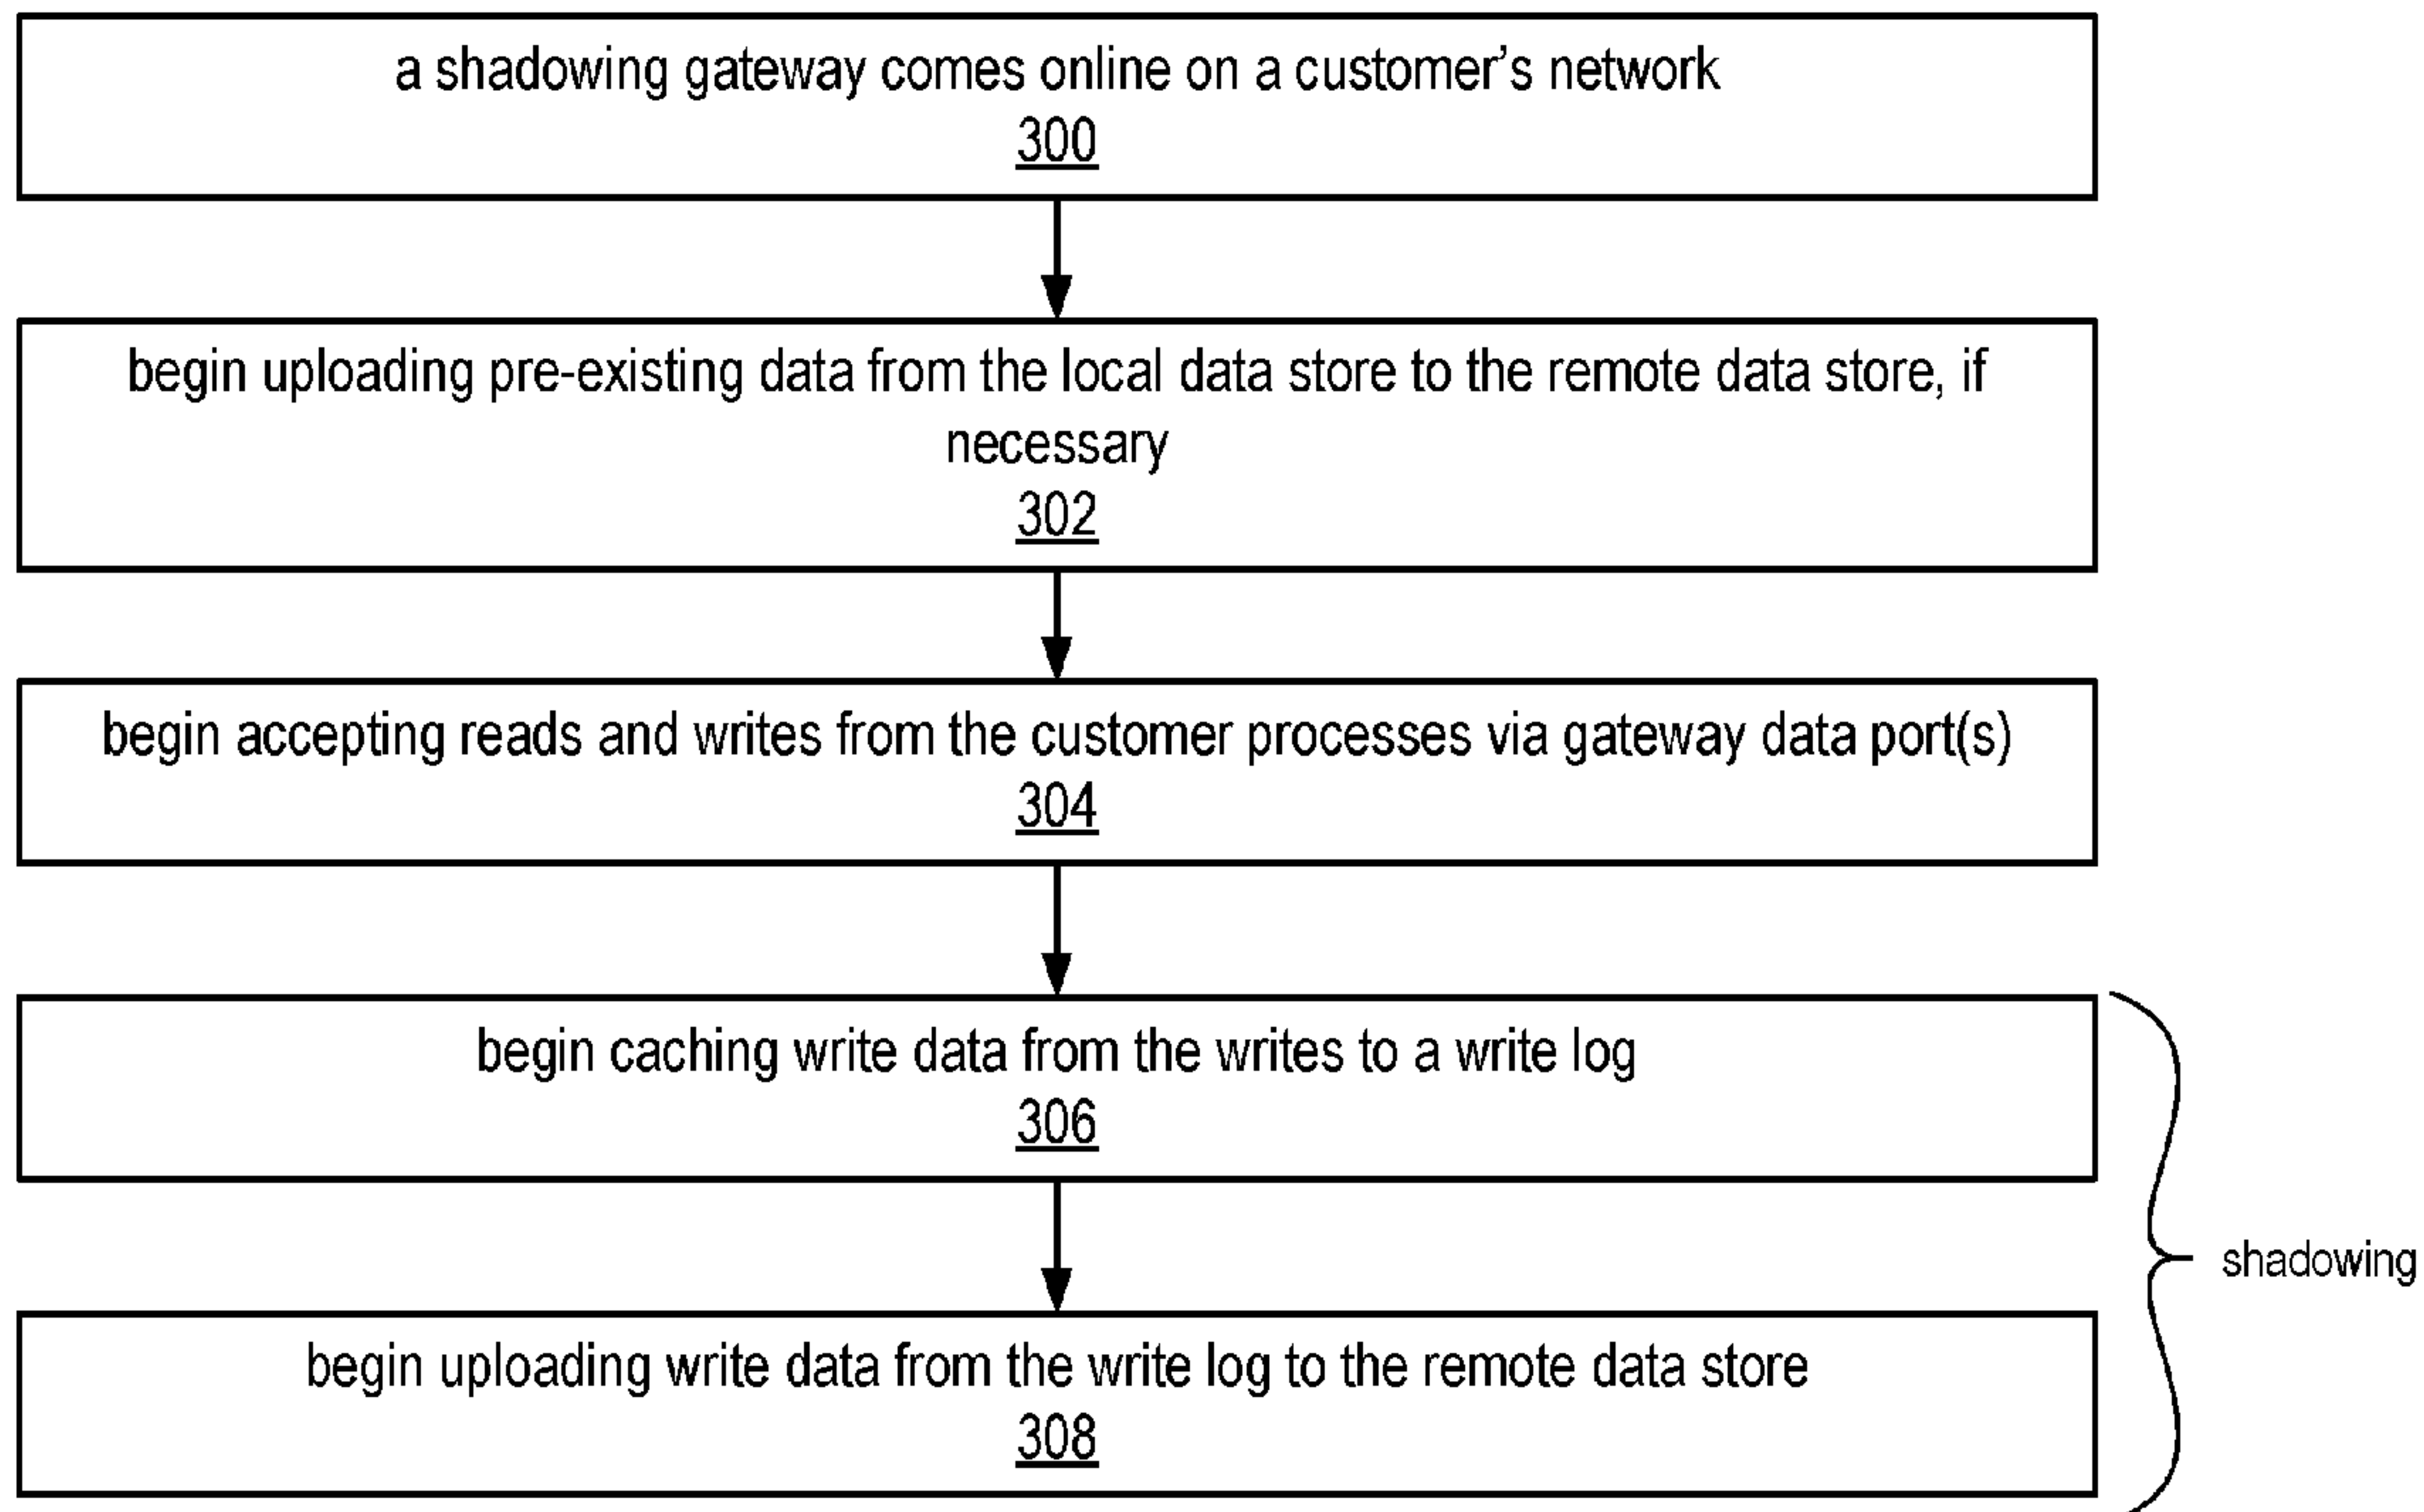 a shadowing gateway comes online on a customer’s network
300
begin uploading pre-existing data from the local data store to the remote data store, if
necessary
302
begin accepting reads and writes from the customer processes via gateway data port(s)
304
begin caching write data from the writes to a write log
306
shadowing
begin uploading write data from the write log to the remote data store
308